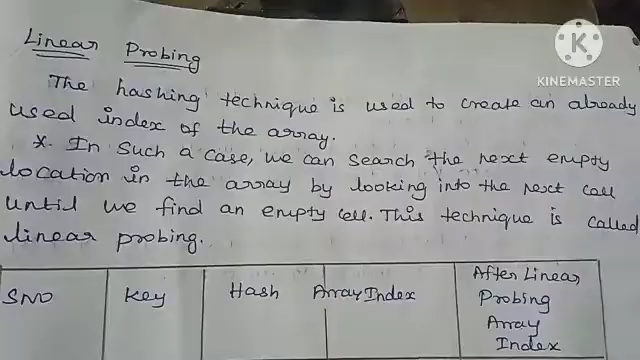 Linear Probing
The hashing technique is used to create an already
used index of the array.
*. In Such a case, we can search the next empty
location in the array by looking into the next cell
until we find an empty cell. This technique is called
linear probing.
SNO Key Hash Array Index After Linear
Probing
Array
Index
K
KINEMASTER